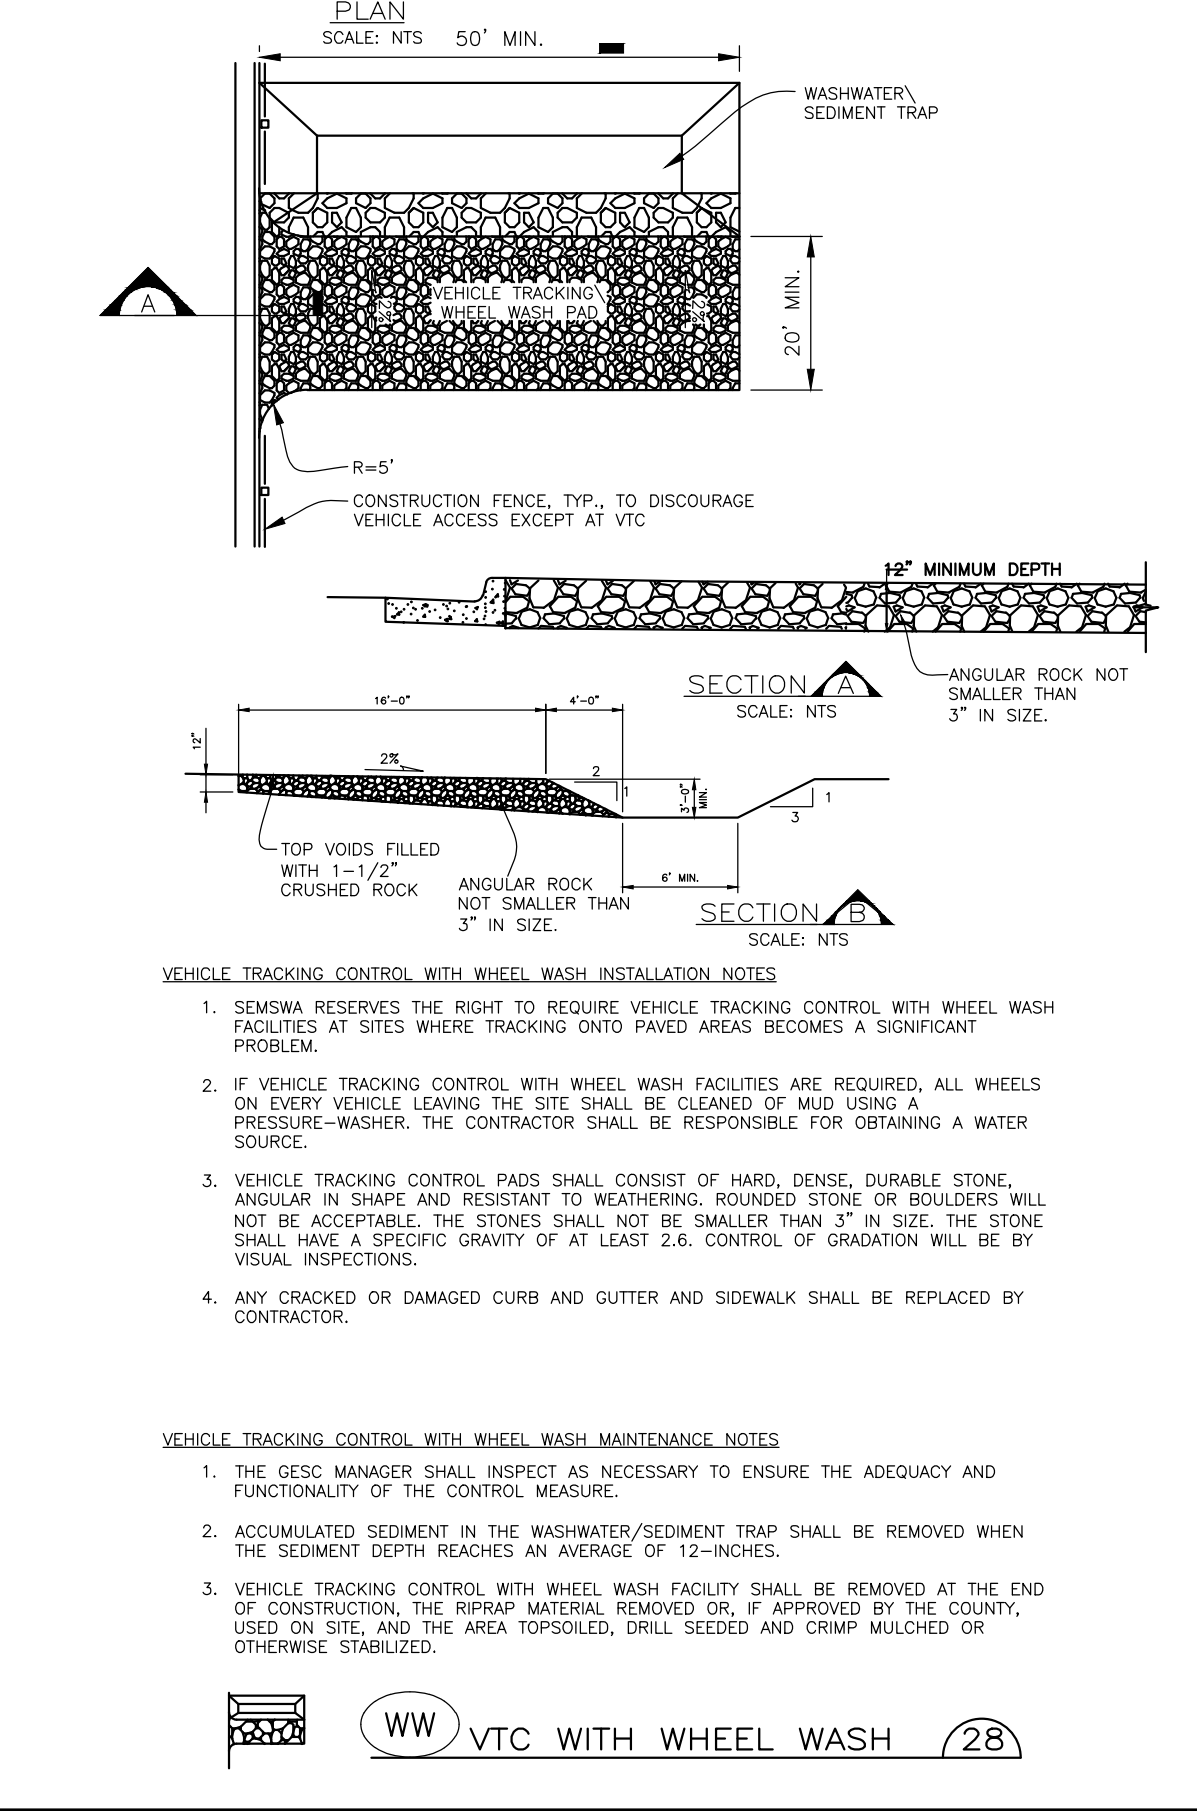 PLAN
SCALE: NTS
50' MIN.
WASHWATER\
SEDIMENT TRAP
A
2%
VEHICLE TRACKING\
WHEEL WASH PAD
2%
20' MIN.
R=5'
CONSTRUCTION FENCE, TYP., TO DISCOURAGE
VEHICLE ACCESS EXCEPT AT VTC
12" MINIMUM DEPTH
ANGULAR ROCK NOT
SMALLER THAN
3" IN SIZE.
SECTION A
SCALE: NTS
16'-0"
4'-0"
12"
2%
2
1
3'-0"
MIN.
1
3
TOP VOIDS FILLED
WITH 1-1/2"
CRUSHED ROCK
ANGULAR ROCK
NOT SMALLER THAN
3" IN SIZE.
6' MIN.
SECTION B
SCALE: NTS
VEHICLE TRACKING CONTROL WITH WHEEL WASH INSTALLATION NOTES
1. SEMSWA RESERVES THE RIGHT TO REQUIRE VEHICLE TRACKING CONTROL WITH WHEEL WASH
FACILITIES AT SITES WHERE TRACKING ONTO PAVED AREAS BECOMES A SIGNIFICANT
PROBLEM.
2. IF VEHICLE TRACKING CONTROL WITH WHEEL WASH FACILITIES ARE REQUIRED, ALL WHEELS
ON EVERY VEHICLE LEAVING THE SITE SHALL BE CLEANED OF MUD USING A
PRESSURE-WASHER. THE CONTRACTOR SHALL BE RESPONSIBLE FOR OBTAINING A WATER
SOURCE.
3. VEHICLE TRACKING CONTROL PADS SHALL CONSIST OF HARD, DENSE, DURABLE STONE,
ANGULAR IN SHAPE AND RESISTANT TO WEATHERING. ROUNDED STONE OR BOULDERS WILL
NOT BE ACCEPTABLE. THE STONES SHALL NOT BE SMALLER THAN 3" IN SIZE. THE STONE
SHALL HAVE A SPECIFIC GRAVITY OF AT LEAST 2.6. CONTROL OF GRADATION WILL BE BY
VISUAL INSPECTIONS.
4. ANY CRACKED OR DAMAGED CURB AND GUTTER AND SIDEWALK SHALL BE REPLACED BY
CONTRACTOR.
VEHICLE TRACKING CONTROL WITH WHEEL WASH MAINTENANCE NOTES
1. THE GESC MANAGER SHALL INSPECT AS NECESSARY TO ENSURE THE ADEQUACY AND
FUNCTIONALITY OF THE CONTROL MEASURE.
2. ACCUMULATED SEDIMENT IN THE WASHWATER/SEDIMENT TRAP SHALL BE REMOVED WHEN
THE SEDIMENT DEPTH REACHES AN AVERAGE OF 12-INCHES.
3. VEHICLE TRACKING CONTROL WITH WHEEL WASH FACILITY SHALL BE REMOVED AT THE END
OF CONSTRUCTION, THE RIPRAP MATERIAL REMOVED OR, IF APPROVED BY THE COUNTY,
USED ON SITE, AND THE AREA TOPSOILED, DRILL SEEDED AND CRIMP MULCHED OR
OTHERWISE STABILIZED.
WW VTC WITH WHEEL WASH 28